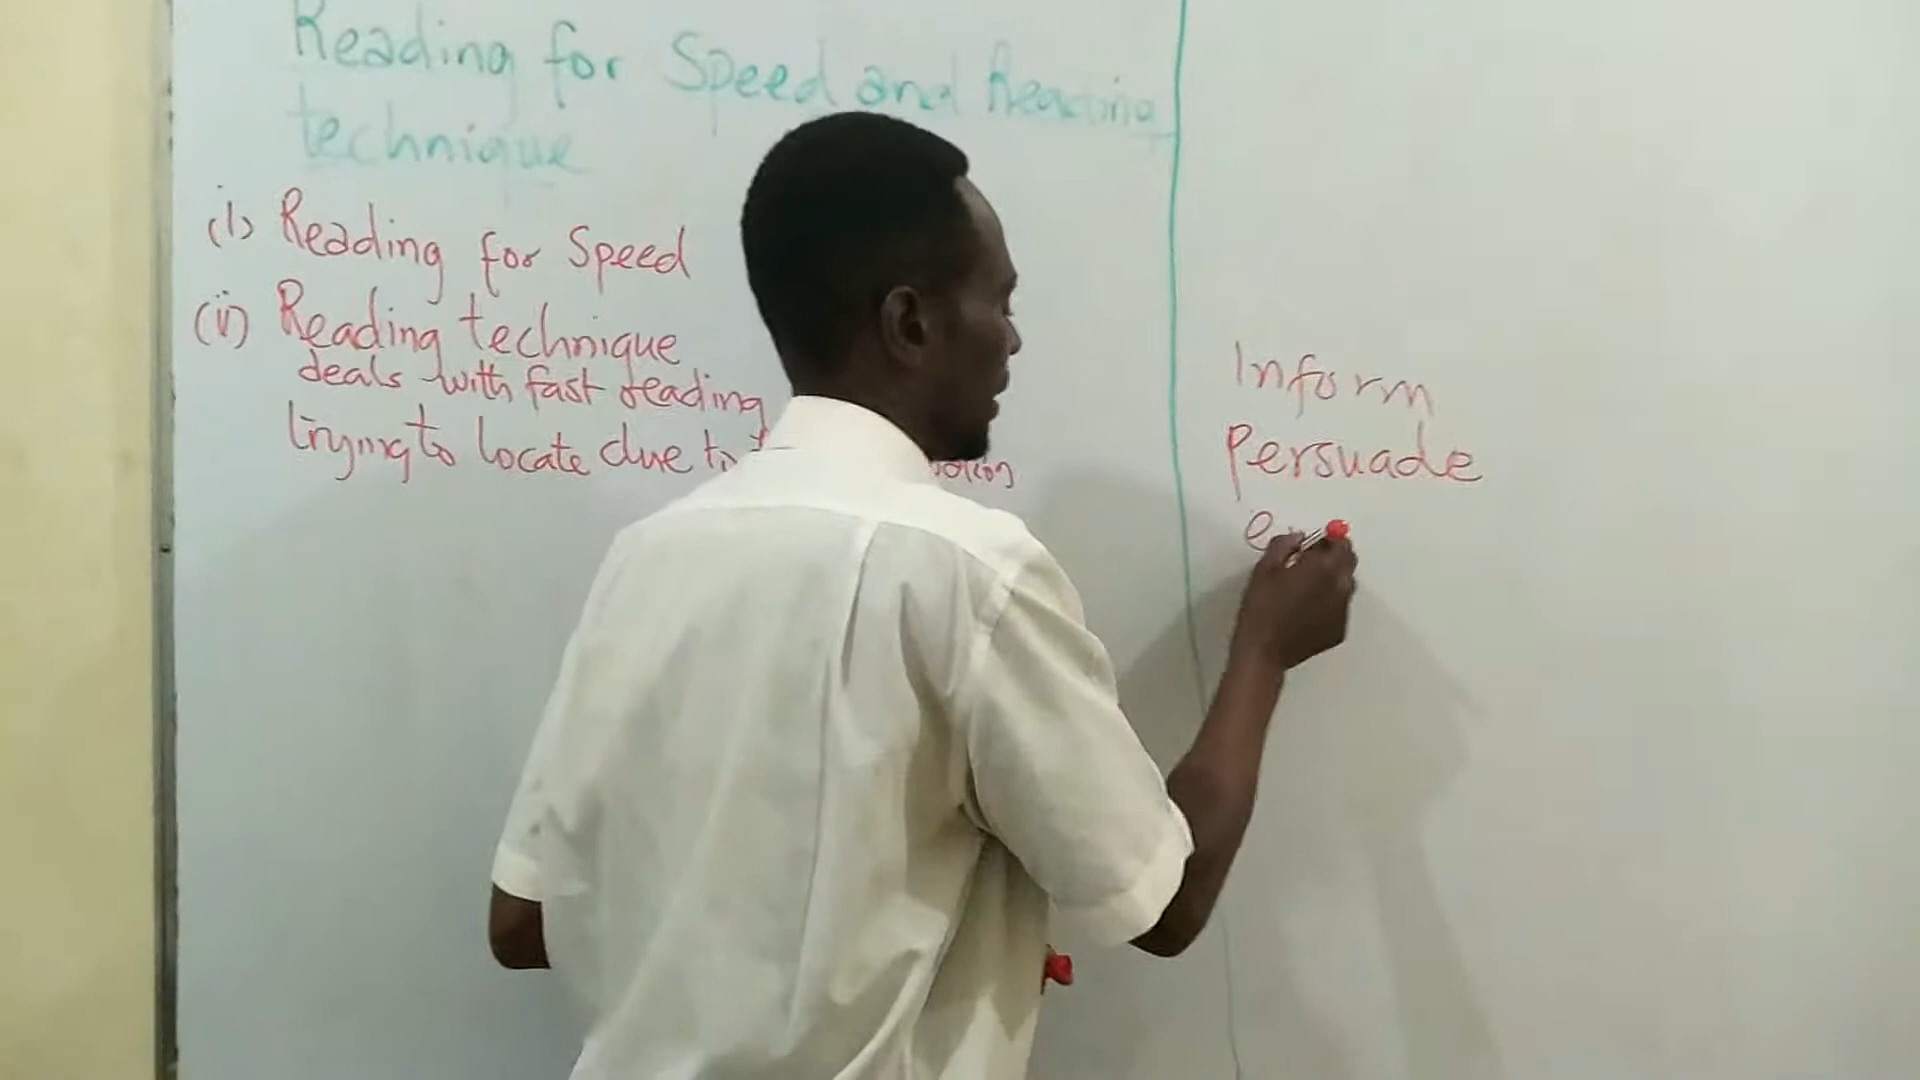 Reading for Speed and Reading
technique
(i) Reading for Speed
(ii) Reading technique
deals with fast reading
trying to locate due to
Inform
Persuade